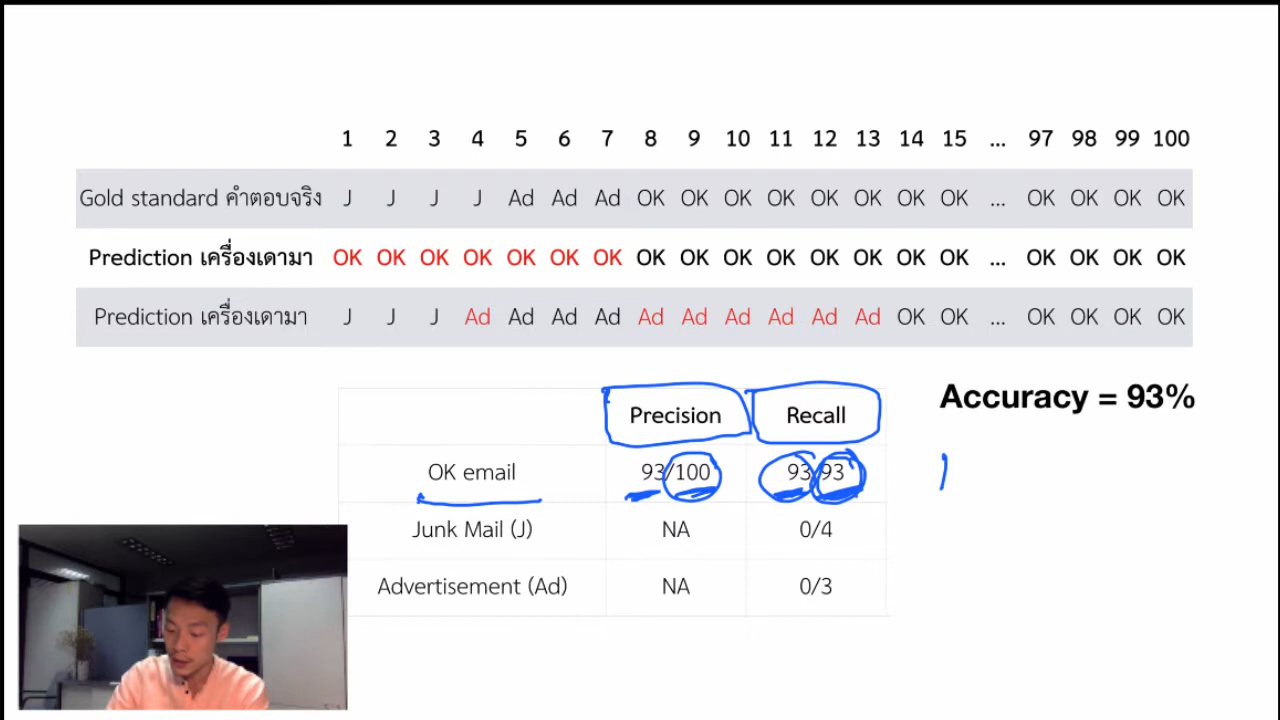 1 2 3 4 5 6 7 8 9 10 11 12 13 14 15 ... 97 98 99 100
Gold standard คำตอบจริง J J J J Ad Ad Ad OK OK OK OK OK OK OK OK ... OK OK OK OK
Prediction เครื่องเดามา OK OK OK OK OK OK OK OK OK OK OK OK OK OK OK ... OK OK OK OK
Prediction เครื่องเดามา J J J Ad Ad Ad Ad Ad Ad Ad Ad Ad Ad OK OK ... OK OK OK OK
Accuracy = 93%
Precision Recall
OK email 93/100 93/93
Junk Mail (J) NA 0/4
Advertisement (Ad) NA 0/3